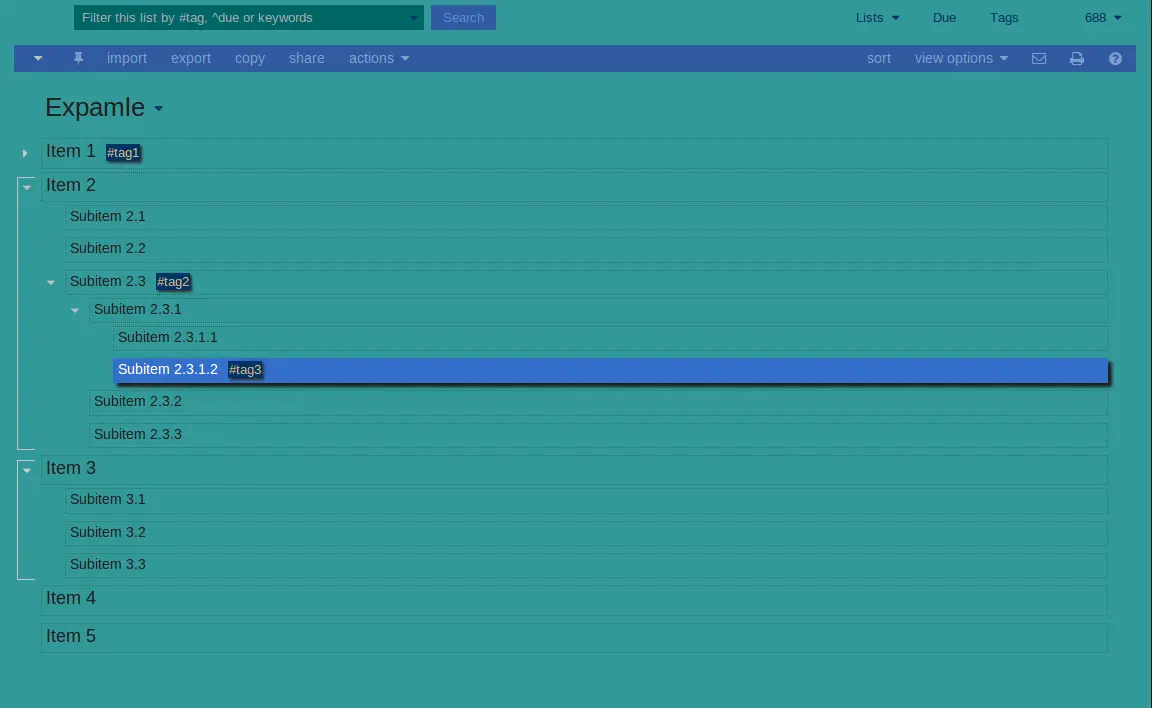 Filter this list by #tag, ^due or keywords Search Lists Due Tags 688
import export copy share actions sort view options
Expamle
Item 1 #tag1
Item 2
Subitem 2.1
Subitem 2.2
Subitem 2.3 #tag2
Subitem 2.3.1
Subitem 2.3.1.1
Subitem 2.3.1.2 #tag3
Subitem 2.3.2
Subitem 2.3.3
Item 3
Subitem 3.1
Subitem 3.2
Subitem 3.3
Item 4
Item 5